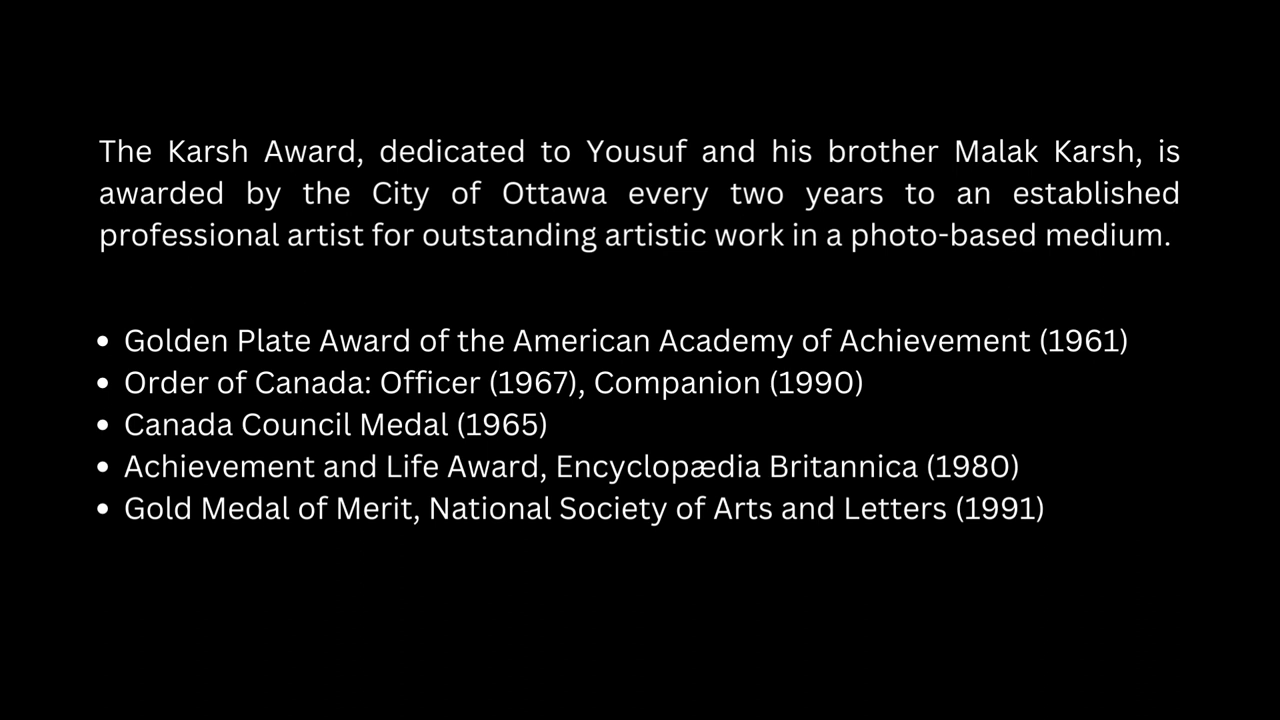 The Karsh Award, dedicated to Yousuf and his brother Malak Karsh, is
awarded by the City of Ottawa every two years to an established
professional artist for outstanding artistic work in a photo-based medium.
• Golden Plate Award of the American Academy of Achievement (1961)
• Order of Canada: Officer (1967), Companion (1990)
• Canada Council Medal (1965)
• Achievement and Life Award, Encyclopædia Britannica (1980)
• Gold Medal of Merit, National Society of Arts and Letters (1991)